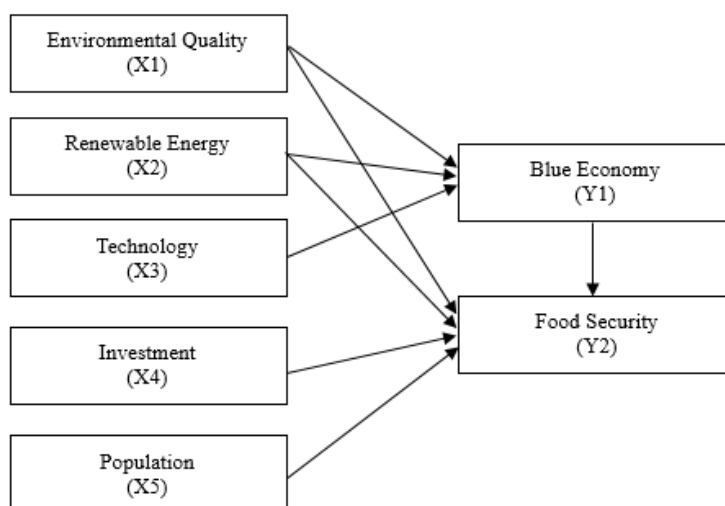 Environmental Quality
(X1)
Renewable Energy
(X2)
Technology
(X3)
Investment
(X4)
Population
(X5)
Blue Economy
(Y1)
Food Security
(Y2)